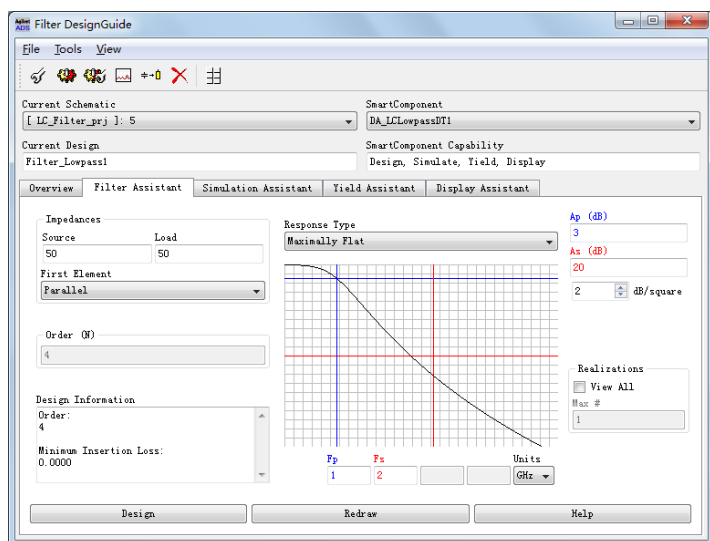 Agilent ADS Filter DesignGuide
File Tools View
Current Schematic
SmartComponent
[ LC_Filter_prj ]: 5
DA_LCLowpassDT1
Current Design
SmartComponent Capability
Filter_Lowpass1
Design, Simulate, Yield, Display
Overview Filter Assistant Simulation Assistant Yield Assistant Display Assistant
Impedances
Source Load
50 50
First Element
Parallel
Order (N)
4
Design Information
Order:
4
Minimum Insertion Loss:
0.0000
Response Type
Maximally Flat
Fp Fs Units
1 2 GHz
Ap (dB)
3
As (dB)
20
2 dB/square
Realizations
View All
Max #
1
Design Redraw Help